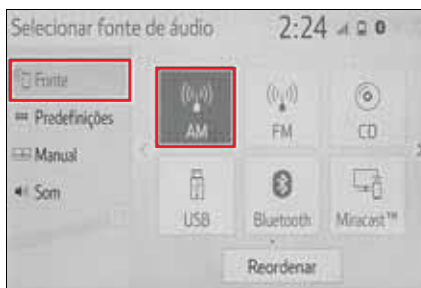 Selecionar fonte de áudio 2:24
Fonte
Predefinições
Manual
Som
AM
FM
CD
USB
Bluetooth
Miracast™
Reordenar